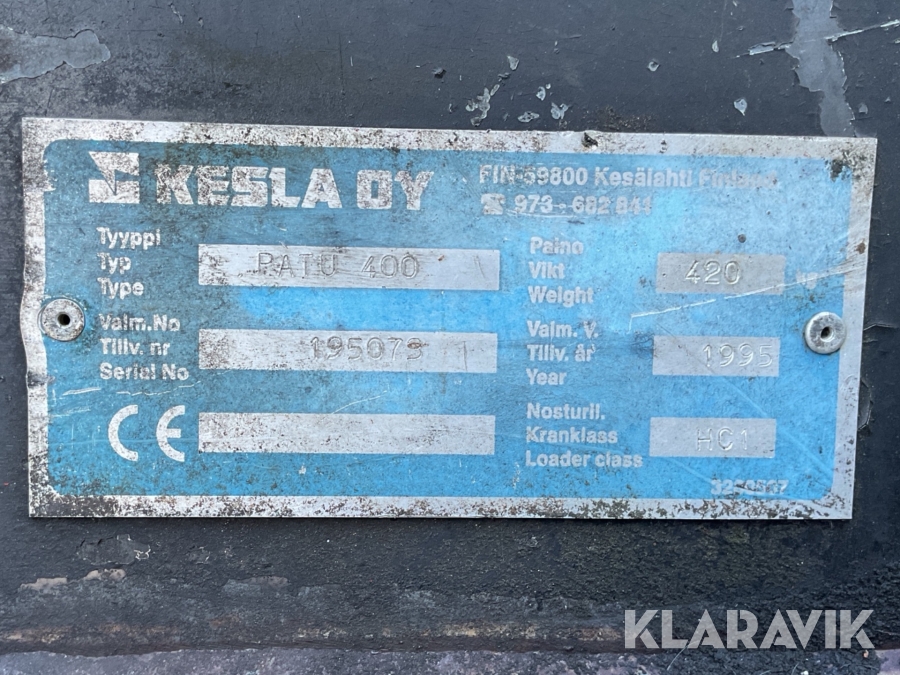 KESLA OY
FIN-59800 Kesälahti Finland
973-682 841
Tyyppi
Typ
Type
PATU 400
Paino
Vikt
Weight
420
Valm.No
Tillv. nr
Serial No
195073
Valm. V.
Tillv. år
Year
1995
CE
Nosturil.
Kranklass
Loader class
HC1
KLARAVIK